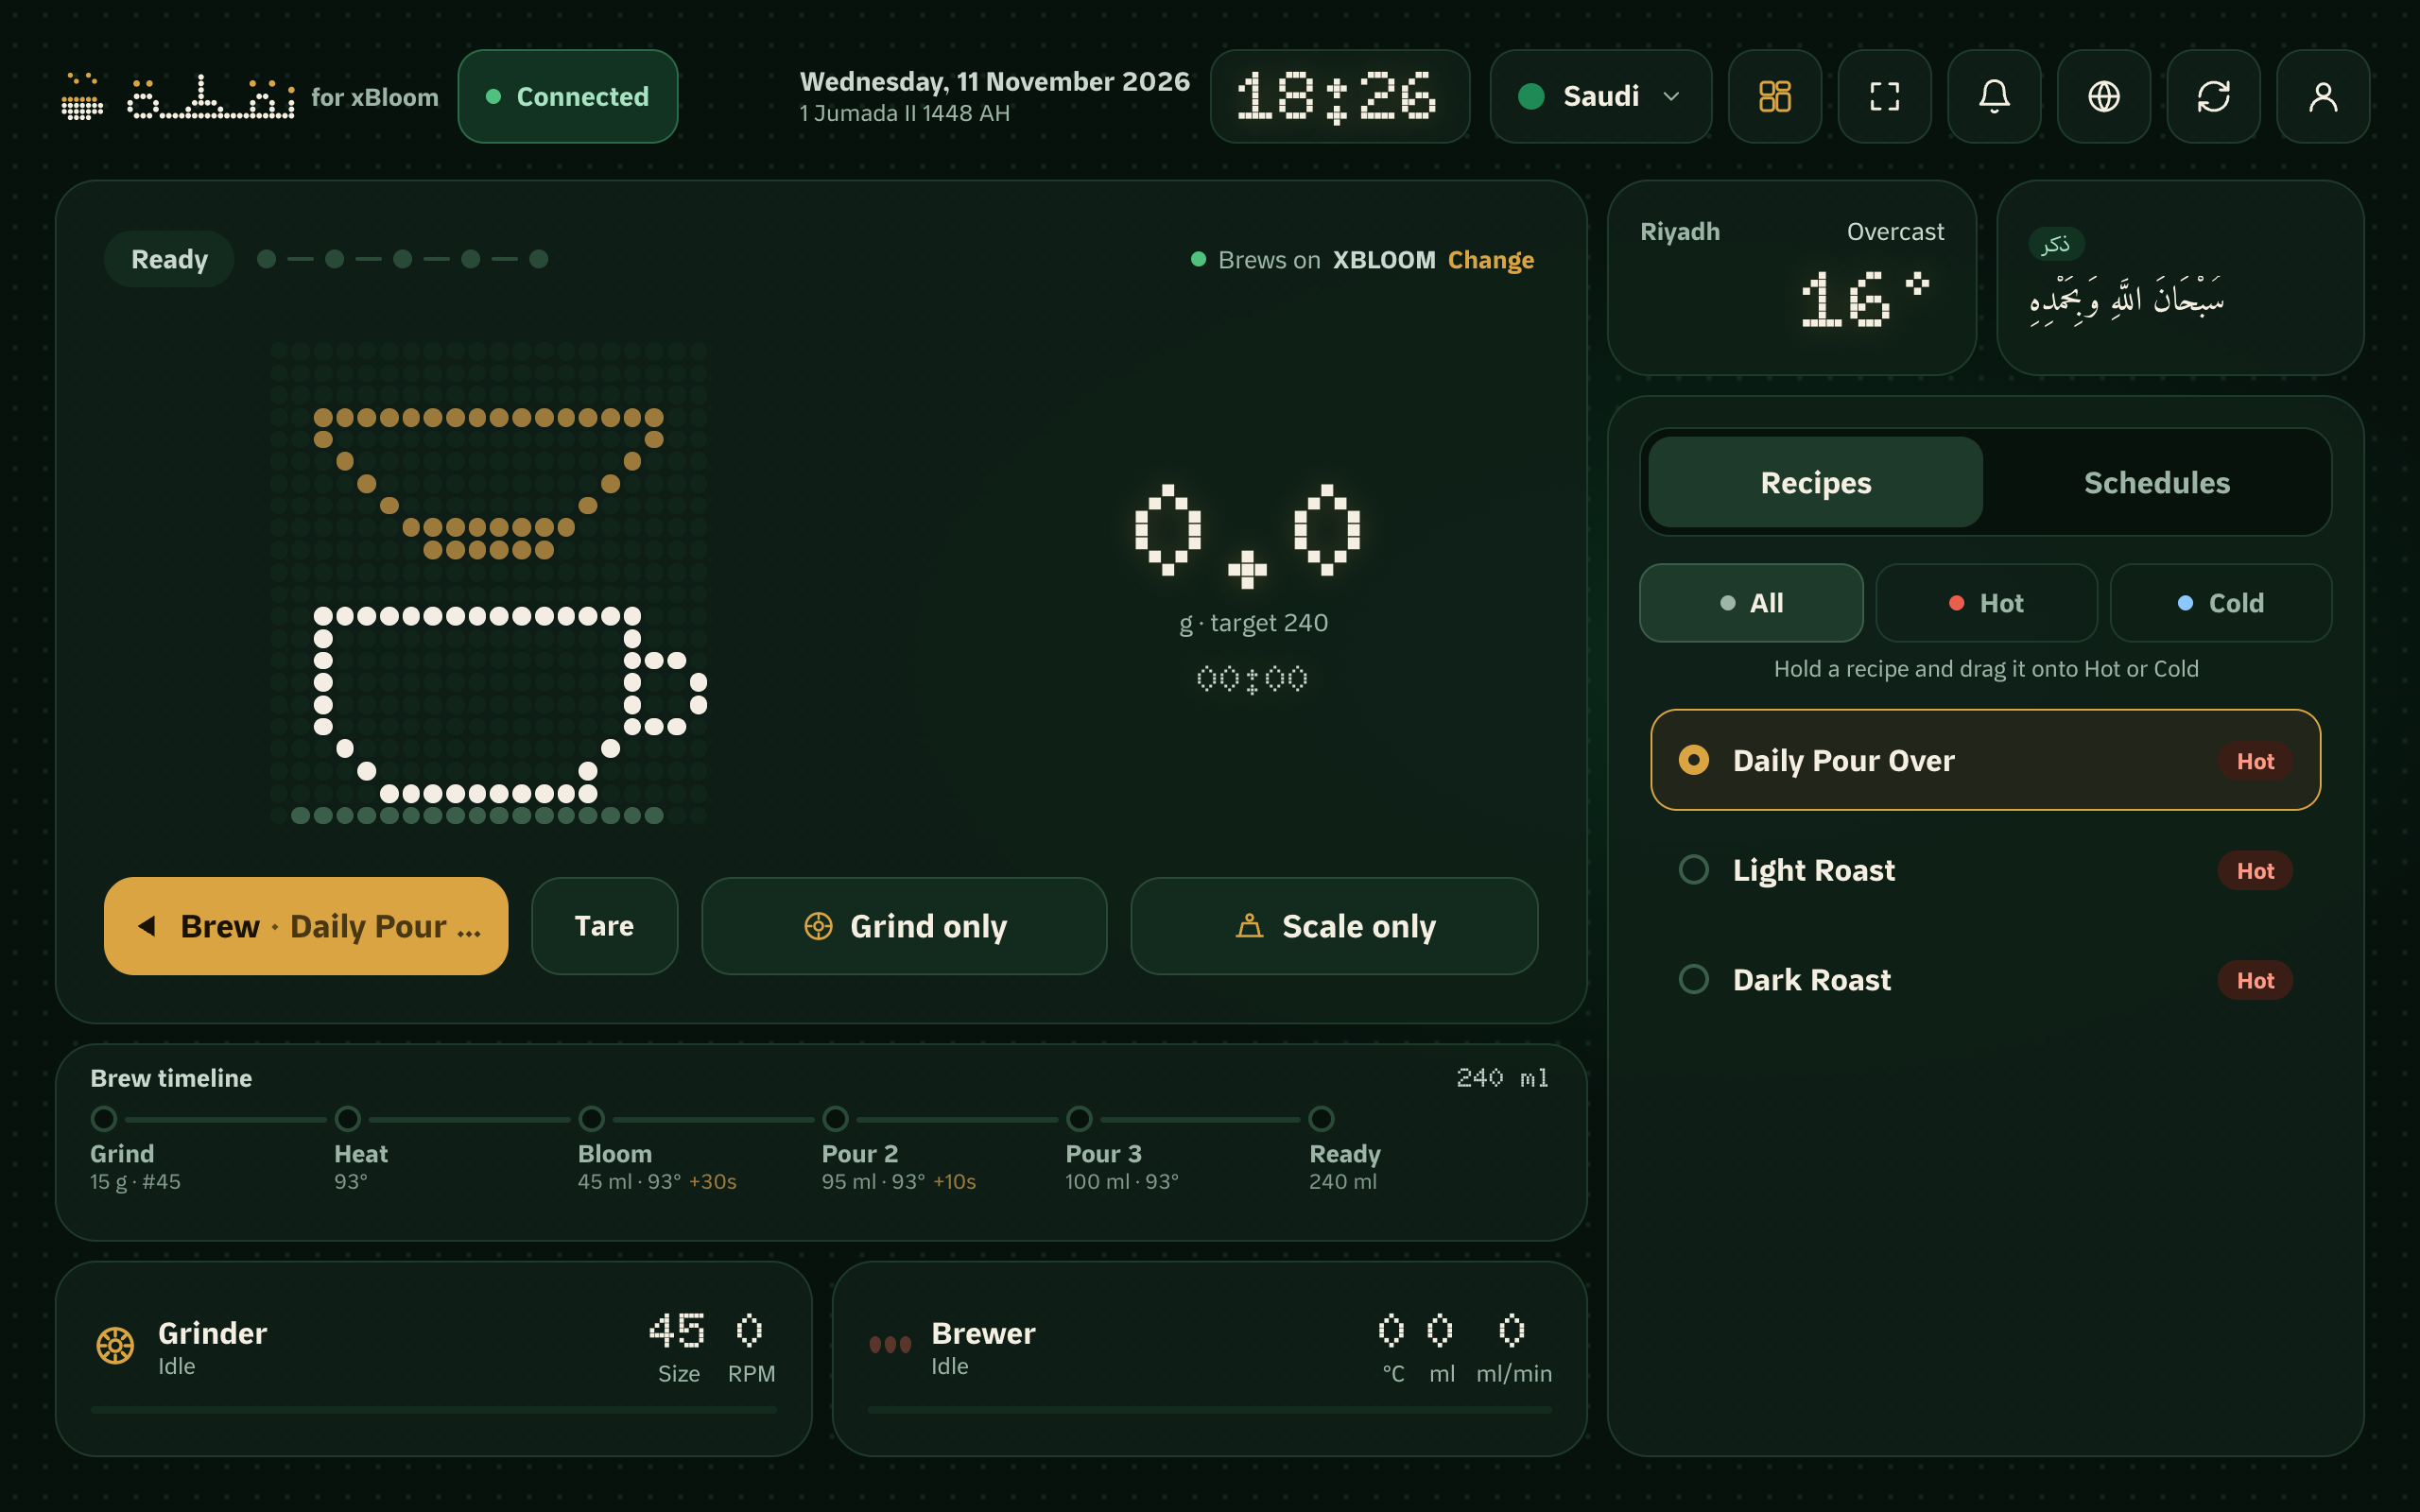 نقطة for xBloom
Connected
Wednesday, 11 November 2026
1 Jumada II 1448 AH
18:26
Saudi
Ready
Brews on XBLOOM Change
0.0
g · target 240
00:00
Brew · Daily Pour ...
Tare
Grind only
Scale only
Brew timeline
240 ml
Grind
15 g · #45
Heat
93°
Bloom
45 ml · 93° +30s
Pour 2
95 ml · 93° +10s
Pour 3
100 ml · 93°
Ready
240 ml
Grinder
Idle
45 0
Size RPM
Brewer
Idle
0 0 0
°C ml ml/min
Riyadh
Overcast
16°
ذكر
سُبْحَانَ اللَّهِ وَبِحَمْدِهِ
Recipes
Schedules
All
Hot
Cold
Hold a recipe and drag it onto Hot or Cold
Daily Pour Over
Hot
Light Roast
Hot
Dark Roast
Hot